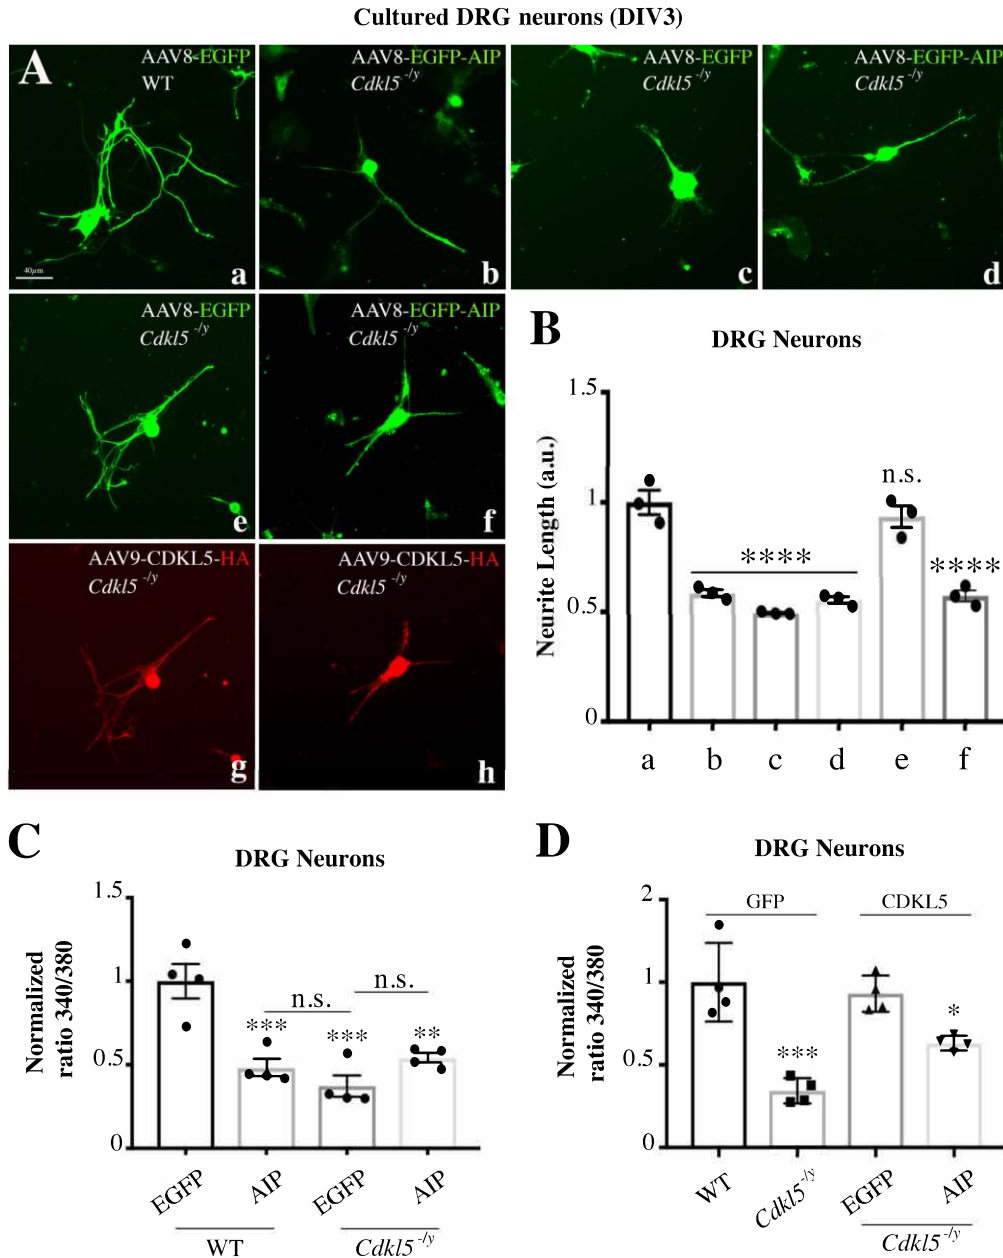 Cultured DRG neurons (DIV3)
A
AAV8-EGFP
WT
40μm
a
AAV8-EGFP-AIP
Cdkl5 -/y
b
AAV8-EGFP
Cdkl5 -/y
c
AAV8-EGFP-AIP
Cdkl5 -/y
d
AAV8-EGFP
Cdkl5 -/y
e
AAV8-EGFP-AIP
Cdkl5 -/y
f
AAV9-CDKL5-HA
Cdkl5 -/y
g
AAV9-CDKL5-HA
Cdkl5 -/y
h
B
DRG Neurons
Neurite Length (a.u.)
1.5
1
0.5
0
****
n.s.
****
a b c d e f
C
DRG Neurons
Normalized
ratio 340/380
1.5
1
0.5
0
n.s.
n.s.
*** *** **
EGFP AIP EGFP AIP
WT Cdkl5 -/y
D
DRG Neurons
Normalized
ratio 340/380
2
1
0.5
0
GFP CDKL5
***
*
WT Cdkl5 -/y EGFP AIP
Cdkl5 -/y